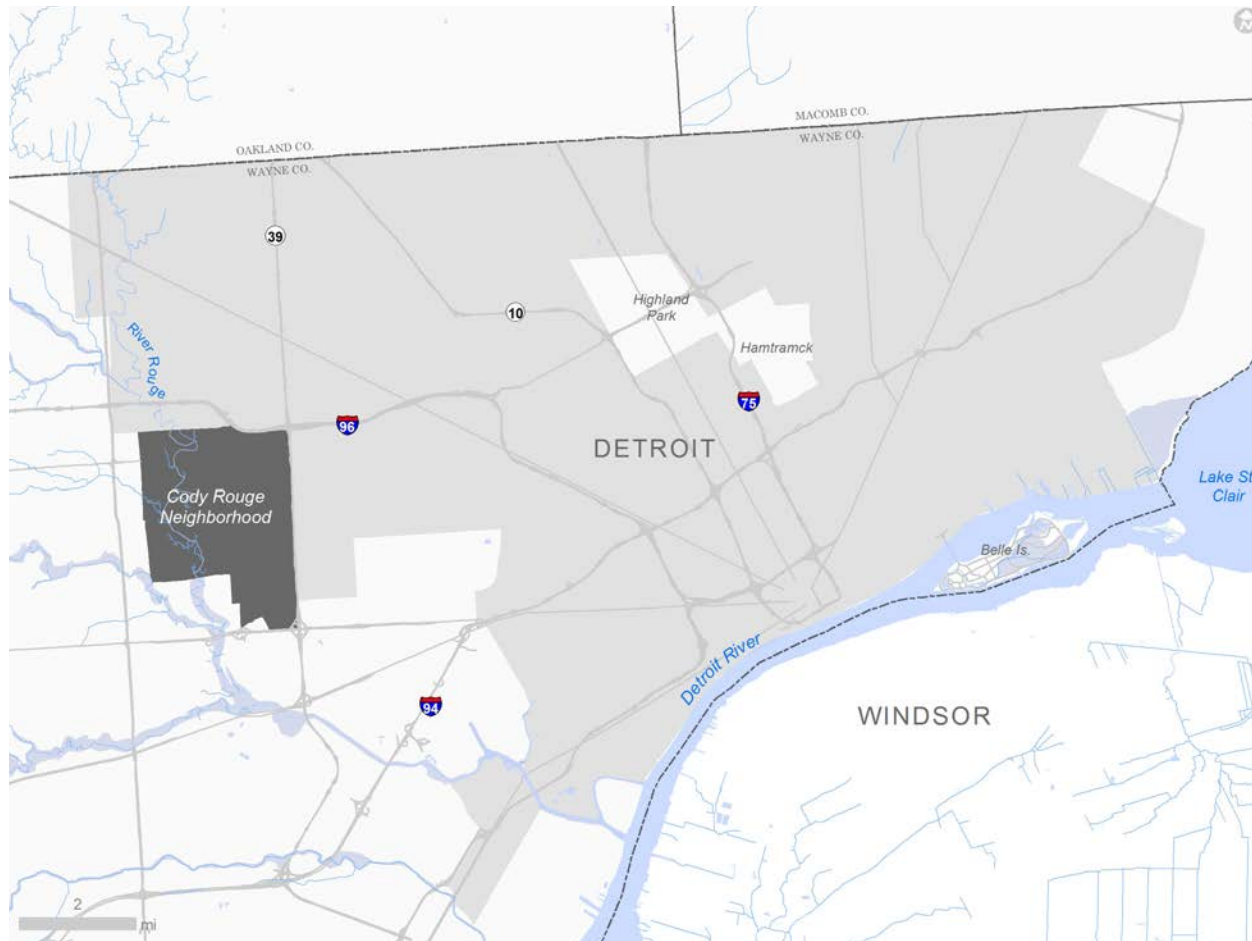 OAKLAND CO.
WAYNE CO.
MACOMB CO.
WAYNE CO.
39
10
Highland
Park
Hamtramck
River Rouge
75
96
DETROIT
Cody Rouge
Neighborhood
Lake St
Clair
Belle Is.
Detroit River
94
WINDSOR
2
mi
N